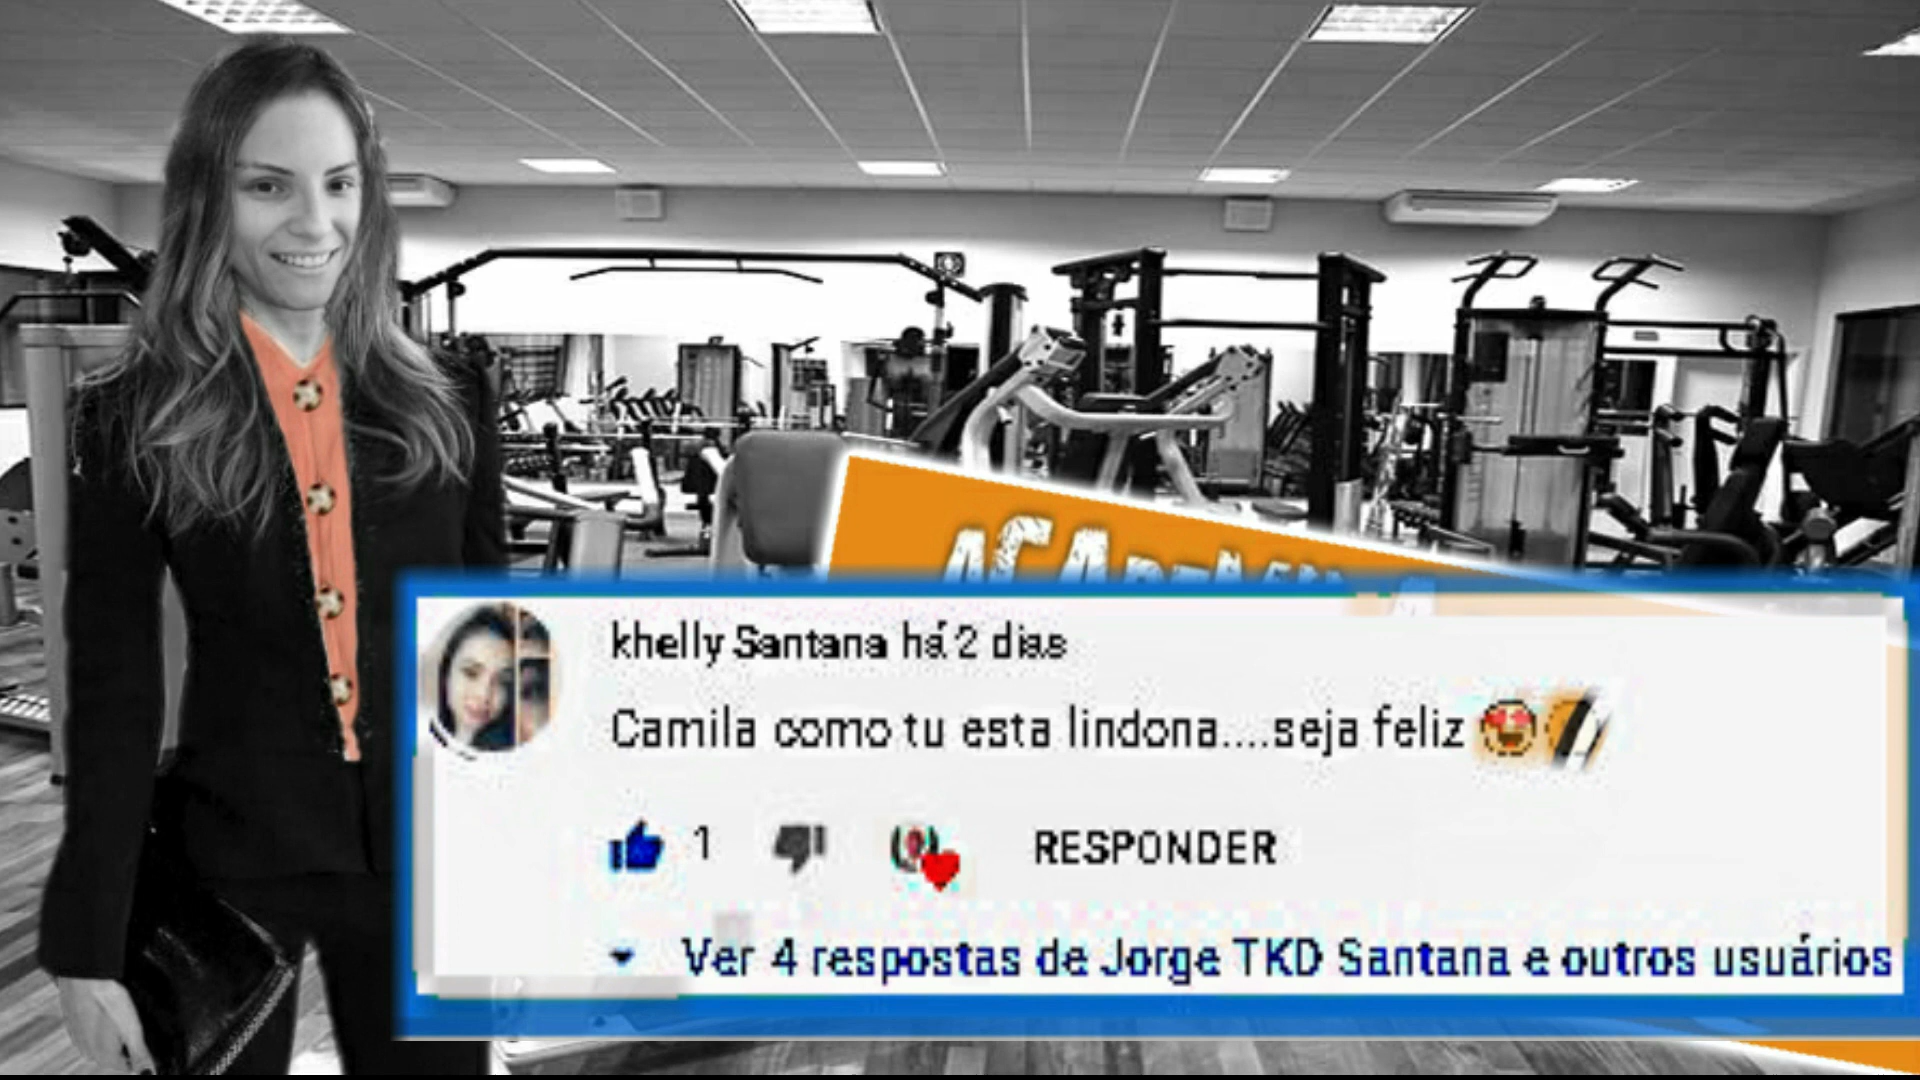 ACADEMIA
khelly Santana há 2 dias
Camila como tu esta lindona....seja feliz
1
RESPONDER
Ver 4 respostas de Jorge TKD Santana e outros usuários